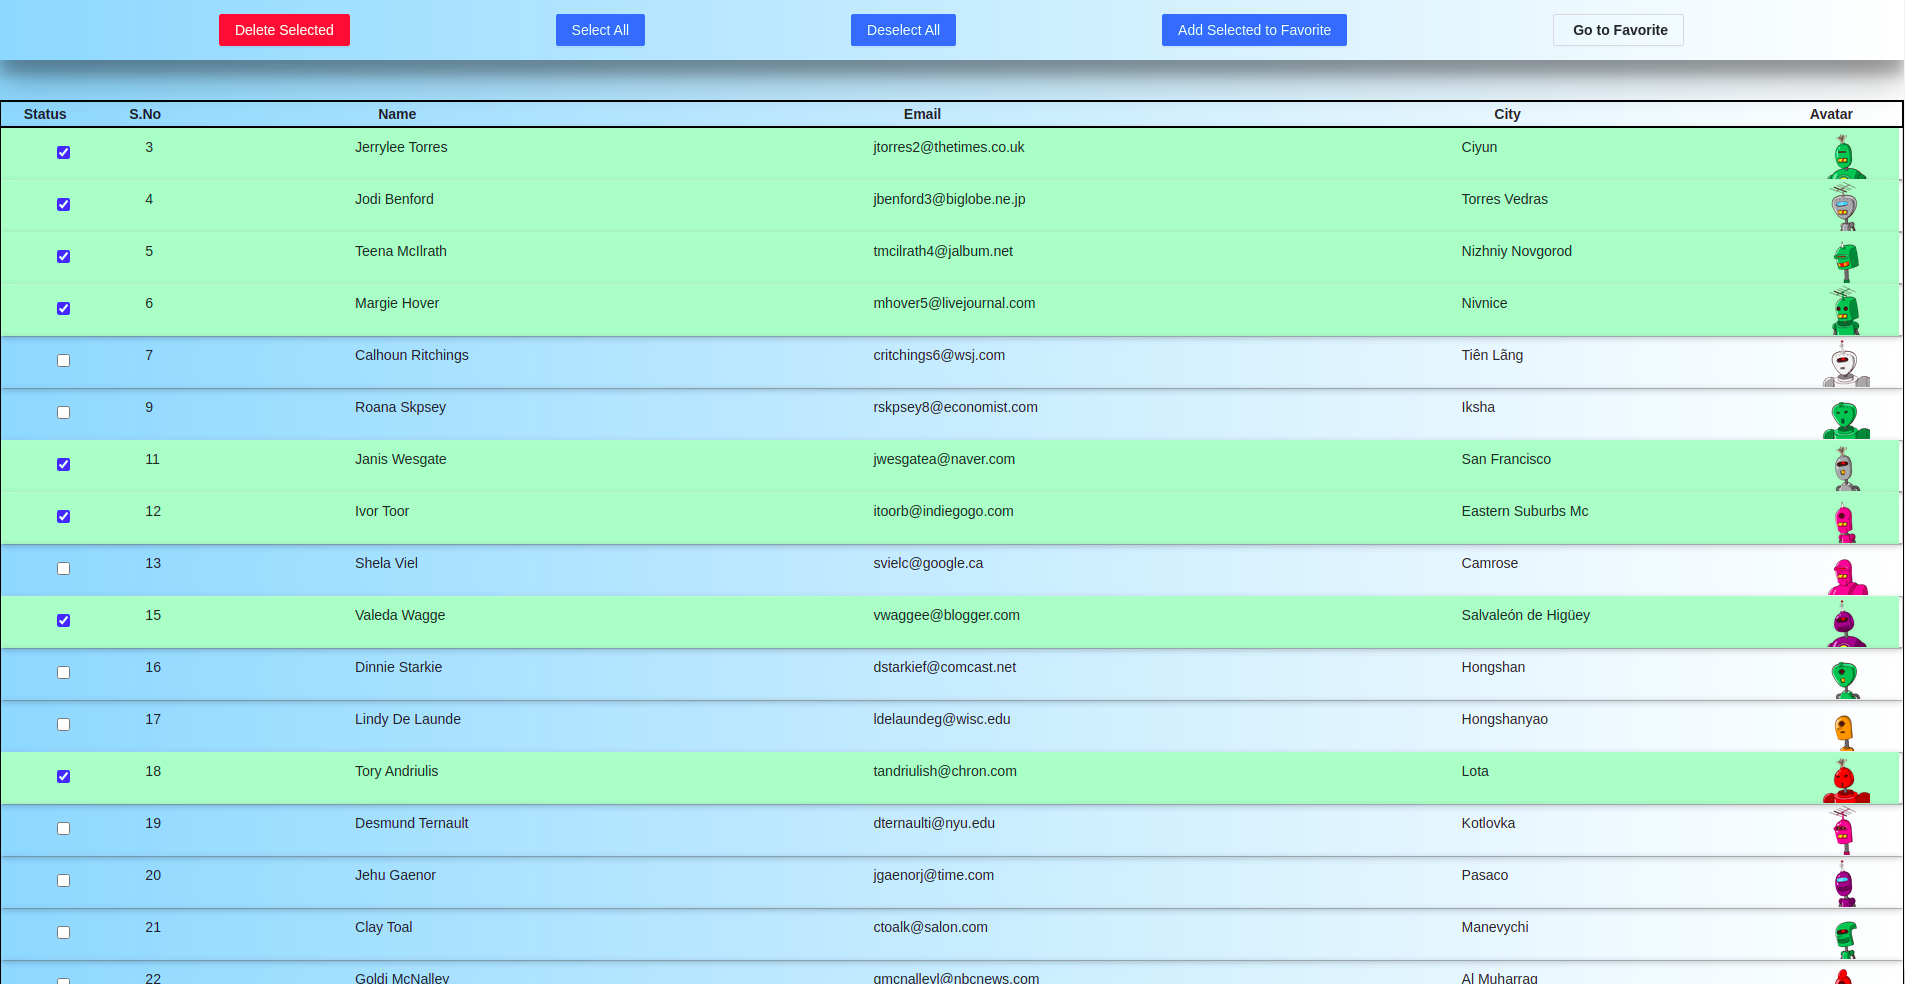 Delete Selected Select All Deselect All Add Selected to Favorite Go to Favorite
Status S.No Name Email City Avatar
3 Jerrylee Torres jtorres2@thetimes.co.uk Ciyun
4 Jodi Benford jbenford3@biglobe.ne.jp Torres Vedras
5 Teena McIlrath tmcilrath4@jalbum.net Nizhniy Novgorod
6 Margie Hover mhover5@livejournal.com Nivnice
7 Calhoun Ritchings critchings6@wsj.com Tiên Lãng
9 Roana Skpsey rskpsey8@economist.com Iksha
11 Janis Wesgate jwesgatea@naver.com San Francisco
12 Ivor Toor itoorb@indiegogo.com Eastern Suburbs Mc
13 Shela Viel svielc@google.ca Camrose
15 Valeda Wagge vwaggee@blogger.com Salvaleón de Higüey
16 Dinnie Starkie dstarkief@comcast.net Hongshan
17 Lindy De Launde ldelaundeg@wisc.edu Hongshanyao
18 Tory Andriulis tandriulish@chron.com Lota
19 Desmund Ternault dternaulti@nyu.edu Kotlovka
20 Jehu Gaenor jgaenorj@time.com Pasaco
21 Clay Toal ctoalk@salon.com Manevychi
22 Goldi McNalley gmcnalleyl@nbcnews.com Al Muharraq